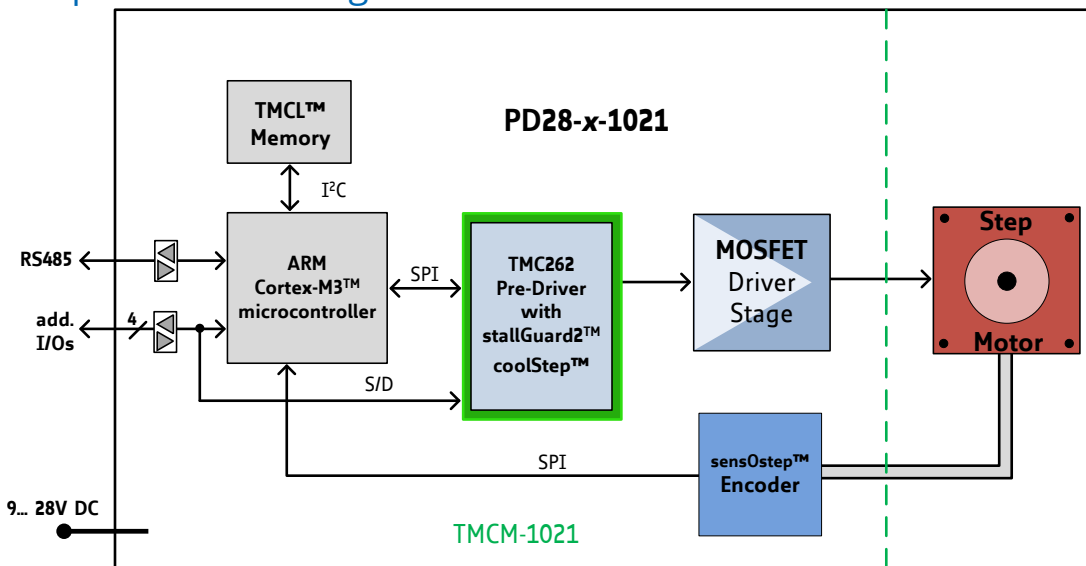 PD28-x-1021
TMCL™
Memory
I²C
RS485
add.
I/Os
4
ARM
Cortex-M3™
microcontroller
SPI
S/D
TMC262
Pre-Driver
with
stallGuard2™
coolStep™
MOSFET
Driver
Stage
Step
Motor
SPI
sensOstep™
Encoder
9... 28V DC
TMCM-1021